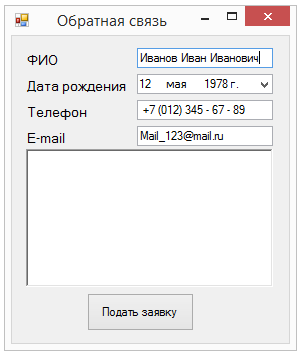 Обратная связь
ФИО Иванов Иван Иванович
Дата рождения 12 мая 1978 г.
Телефон +7 (012) 345 - 67 - 89
E-mail Mail_123@mail.ru
Подать заявку